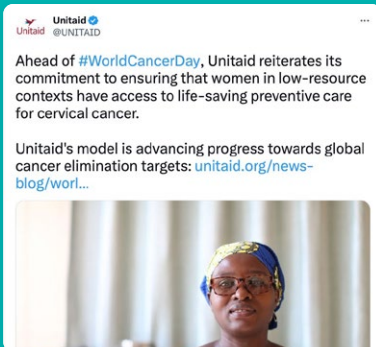 Unitaid
Unitaid
@UNITAID
...
Ahead of #WorldCancerDay, Unitaid reiterates its
commitment to ensuring that women in low-resource
contexts have access to life-saving preventive care
for cervical cancer.
Unitaid's model is advancing progress towards global
cancer elimination targets: unitaid.org/news-
blog/worl...